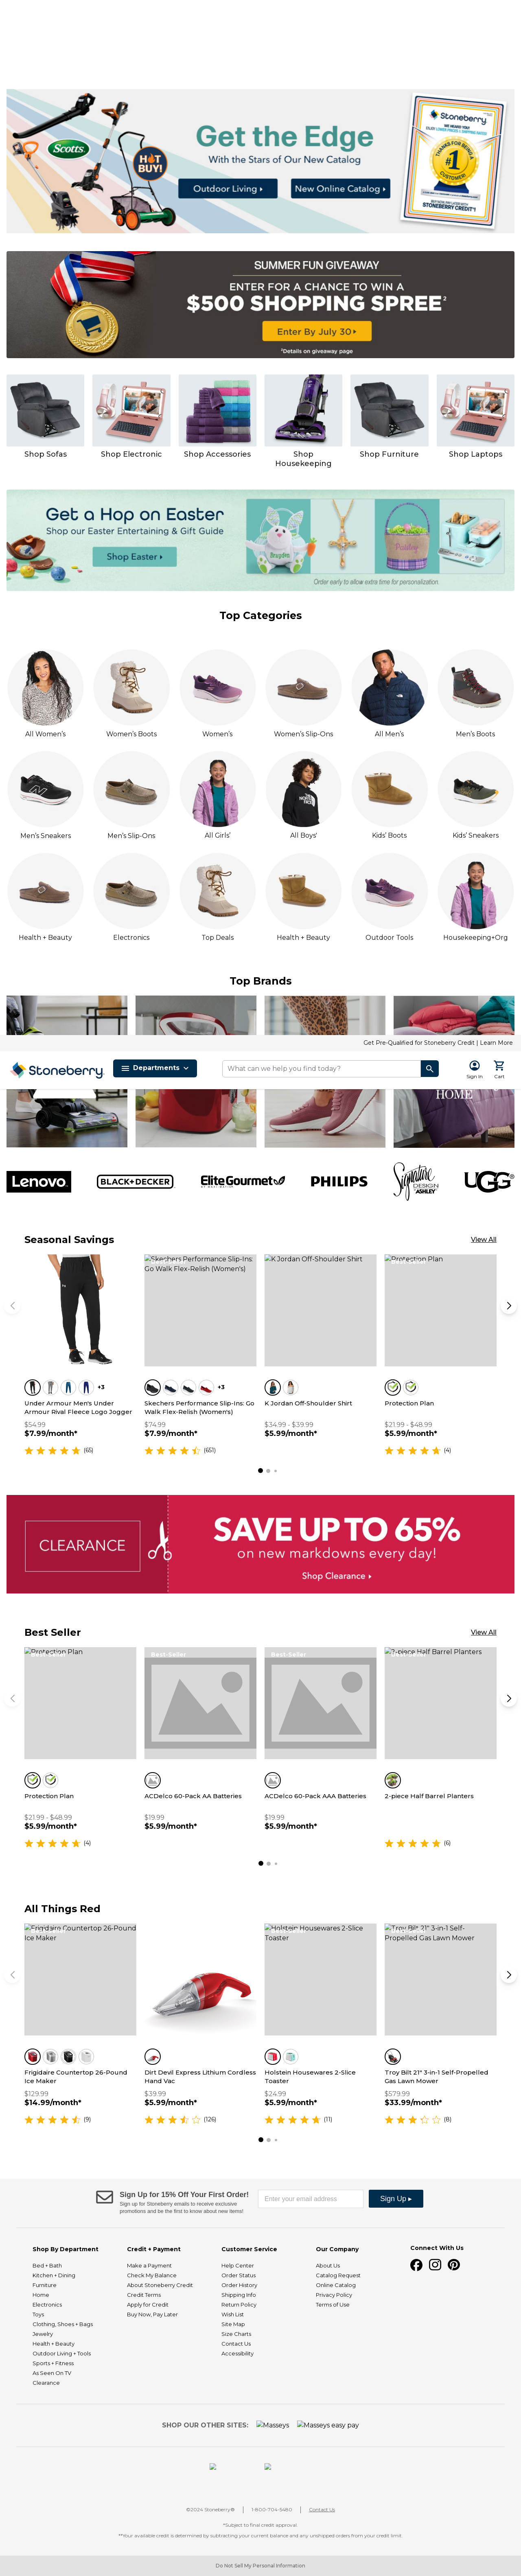 Stoneberry
WE HEARD YOU!
THANKS FOR BEING A
#1
CUSTOMER!
STONEBERRY CREDIT!
Scotts
HOT
BUY!
Get the Edge
With the Stars of Our New Catalog
Outdoor Living
New Online Catalog
SUMMER FUN GIVEAWAY
ENTER FOR A CHANCE TO WIN A
$500 SHOPPING SPREE²
Enter By July 30
²Details on giveaway page
Shop Sofas
Shop Electronic
Shop Accessories
Shop
Housekeeping
Shop Furniture
Shop Laptops
Get a Hop on Easter
Shop our Easter Entertaining & Gift Guide
Shop Easter
Order early to allow extra time for personalization.
Top Categories
All Women's
Women's Boots
Women's
Women's Slip-Ons
All Men's
Men's Boots
Men's Sneakers
Men's Slip-Ons
All Girls'
All Boys'
Kids' Boots
Kids' Sneakers
Health + Beauty
Electronics
Top Deals
Health + Beauty
Outdoor Tools
Housekeeping+Org
Top Brands
Get Pre-Qualified for Stoneberry Credit | Learn More
Stoneberry
Departments
What can we help you find today?
Sign In
Cart
HOME
Lenovo
BLACK+DECKER
EliteGourmet
PHILIPS
Signature
DESIGN
BY
ASHLEY
UGG
Seasonal Savings
View All
Skechers Performance Slip-Ins:
Go Walk Flex-Relish (Women's)
K Jordan Off-Shoulder Shirt
Protection Plan
+3
+3
Under Armour Men's Under
Armour Rival Fleece Logo Jogger
$54.99
$7.99/month*
(65)
Skechers Performance Slip-Ins: Go
Walk Flex-Relish (Women's)
$74.99
$7.99/month*
(651)
K Jordan Off-Shoulder Shirt
$34.99 - $39.99
$5.99/month*
Protection Plan
$21.99 - $48.99
$5.99/month*
(4)
CLEARANCE
SAVE UP TO 65%
on new markdowns every day!
Shop Clearance
Best Seller
View All
Protection Plan
Best-Seller
Best-Seller
2-piece Half Barrel Planters
Protection Plan
$21.99 - $48.99
$5.99/month*
(4)
ACDelco 60-Pack AA Batteries
$19.99
$5.99/month*
ACDelco 60-Pack AAA Batteries
$19.99
$5.99/month*
2-piece Half Barrel Planters
(6)
All Things Red
Frigidaire Countertop 26-Pound
Ice Maker
Holstein Housewares 2-Slice
Toaster
Troy Bilt 21" 3-in-1 Self-
Propelled Gas Lawn Mower
Frigidaire Countertop 26-Pound
Ice Maker
$129.99
$14.99/month*
(9)
Dirt Devil Express Lithium Cordless
Hand Vac
$39.99
$5.99/month*
(126)
Holstein Housewares 2-Slice
Toaster
$24.99
$5.99/month*
(11)
Troy Bilt 21" 3-in-1 Self-Propelled
Gas Lawn Mower
$579.99
$33.99/month*
(8)
Sign Up for 15% Off Your First Order!
Sign up for Stoneberry emails to receive exclusive
promotions and be the first to know about new items!
Enter your email address
Sign Up ▸
Shop By Department
Bed + Bath
Kitchen + Dining
Furniture
Home
Electronics
Toys
Clothing, Shoes + Bags
Jewelry
Health + Beauty
Outdoor Living + Tools
Sports + Fitness
As Seen On TV
Clearance
Credit + Payment
Make a Payment
Check My Balance
About Stoneberry Credit
Credit Terms
Apply for Credit
Buy Now, Pay Later
Customer Service
Help Center
Order Status
Order History
Shipping Info
Return Policy
Wish List
Site Map
Size Charts
Contact Us
Accessibility
Our Company
About Us
Catalog Request
Online Catalog
Privacy Policy
Terms of Use
Connect With Us
SHOP OUR OTHER SITES:
Masseys
Masseys easy pay
©2024 Stoneberry®
1-800-704-5480
Contact Us
*Subject to final credit approval
**Your available credit is determined by subtracting your current balance and any unshipped orders from your credit limit.
Do Not Sell My Personal Information